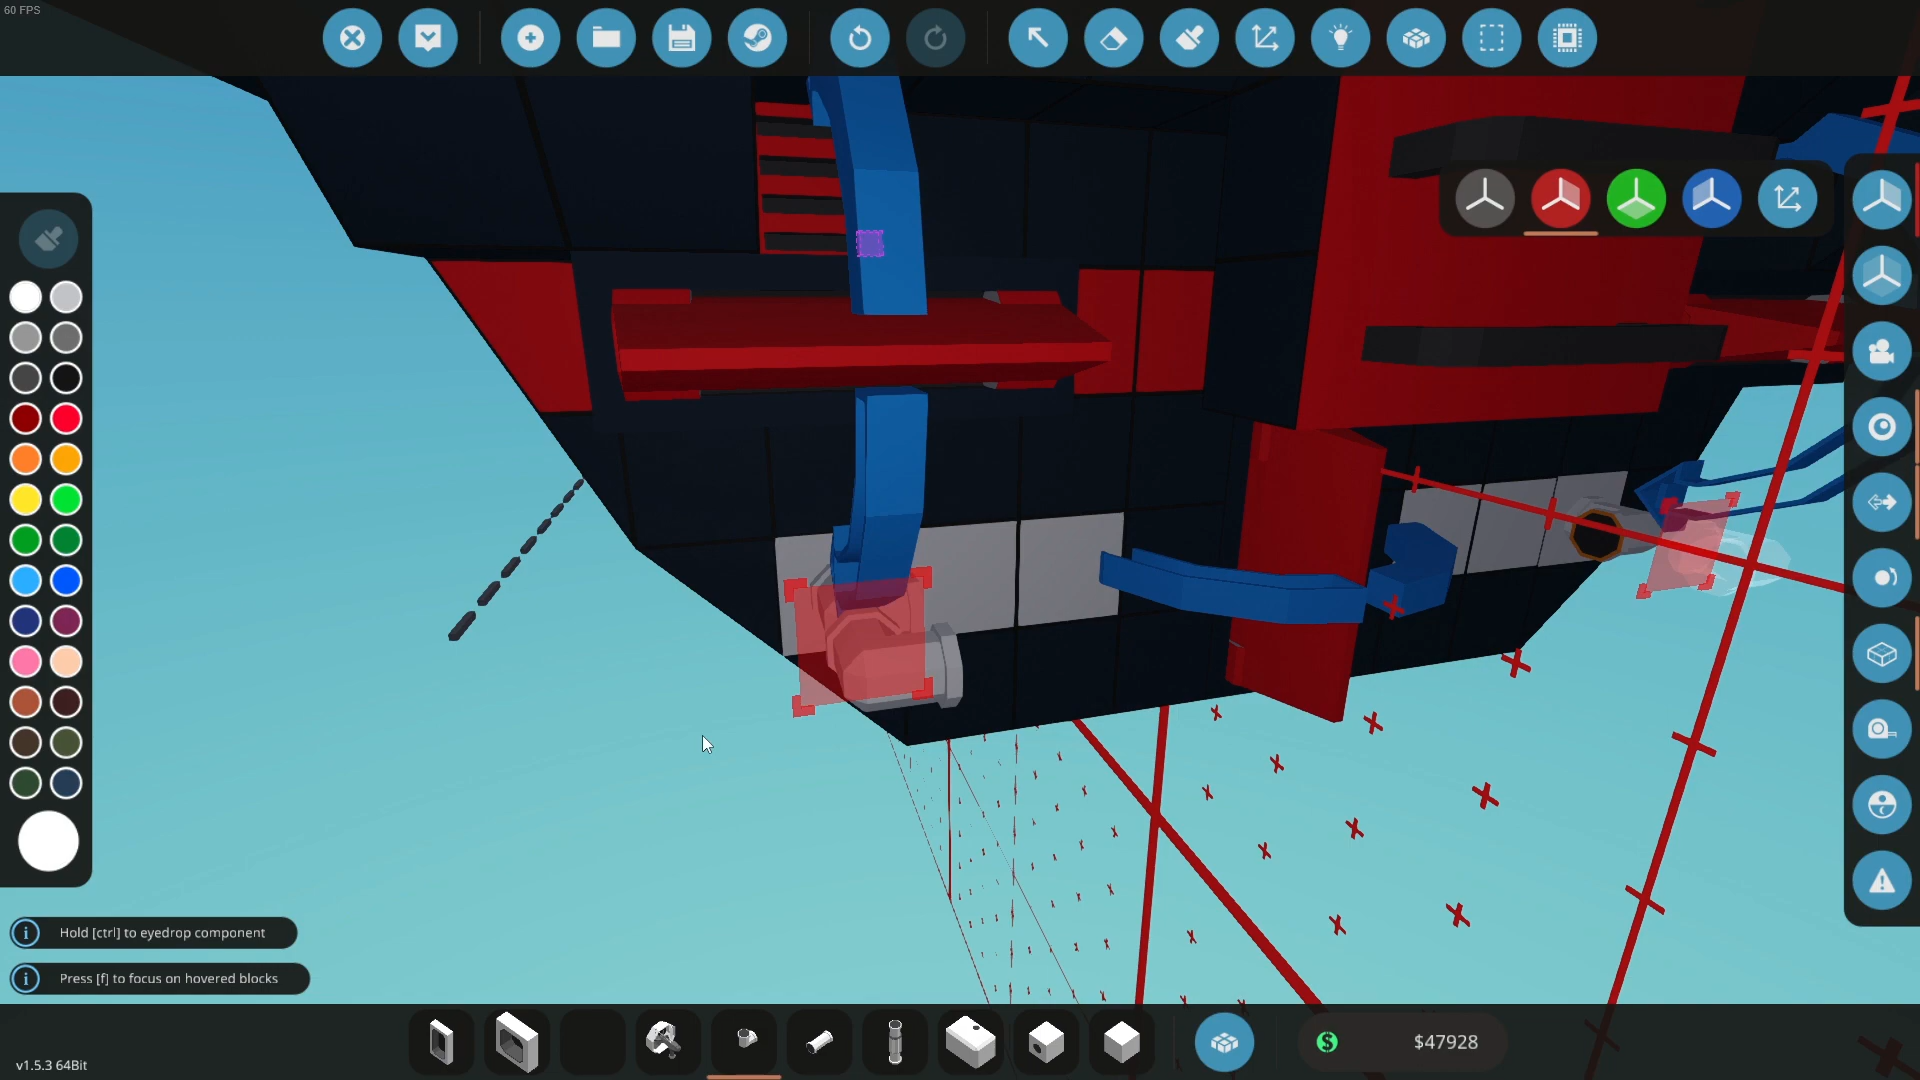 60 FPS
Hold [ctrl] to eyedrop component
Press [f] to focus on hovered blocks
$47928
v1.5.3 64Bit